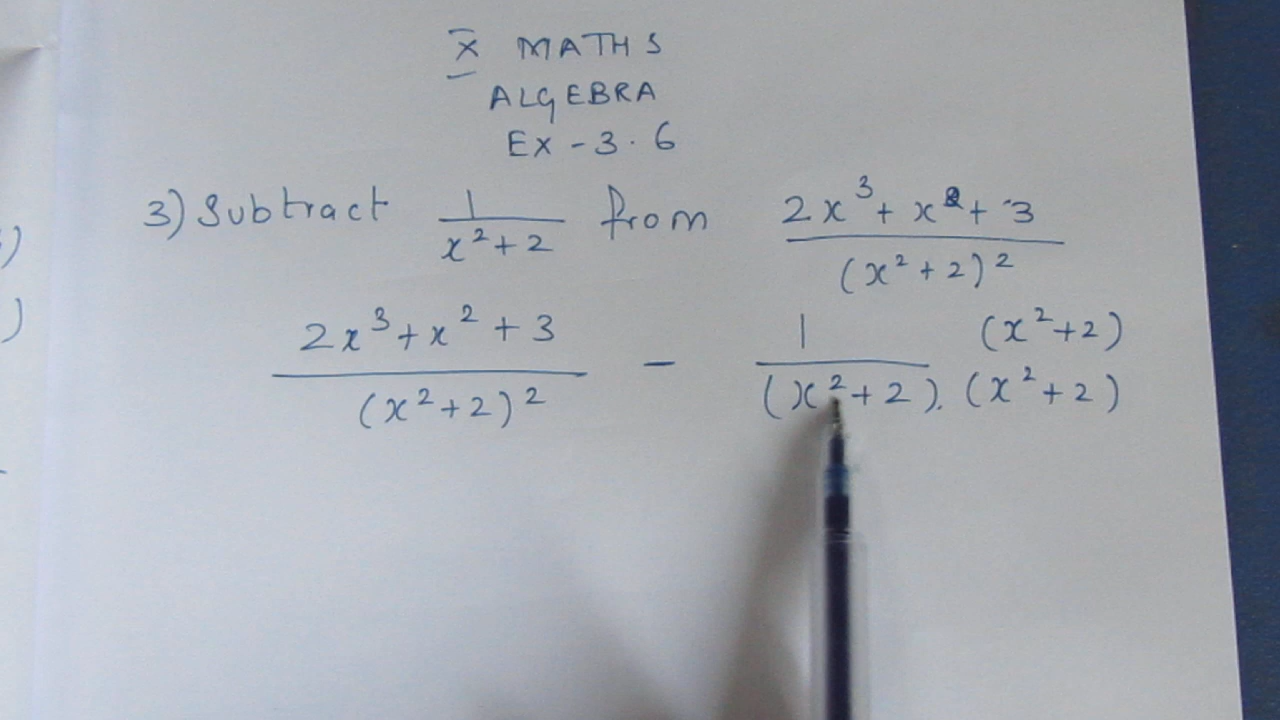 X MATHS
ALGEBRA
EX - 3.6
3) Subtract 1/(x²+2) from (2x³ + x² + 3)/(x²+2)²
(2x³ + x² + 3)/(x²+2)² - 1/(x²+2) . (x²+2)/(x²+2)